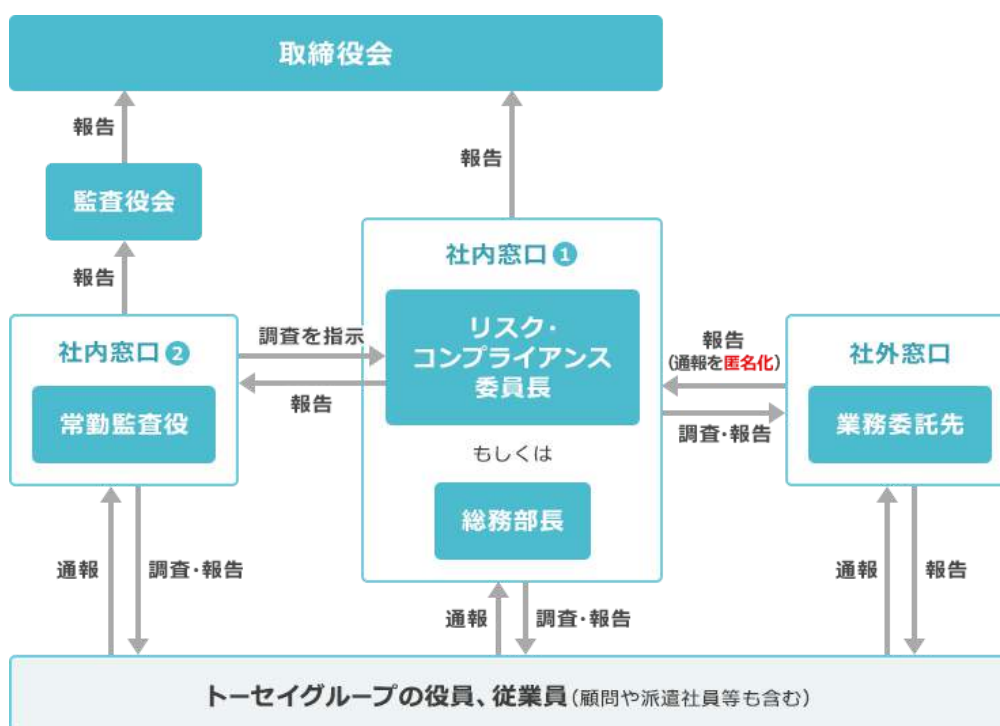 取締役会
報告
報告
監査役会
報告
社内窓口❶
リスク・
コンプライアンス
委員長
もしくは
総務部長
社内窓口❷
常勤監査役
調査を指示
報告
報告
(通報を匿名化)
調査・報告
社外窓口
業務委託先
通報
調査・報告
通報
調査・報告
通報
報告
トーセイグループの役員、従業員(顧問や派遣社員等も含む)